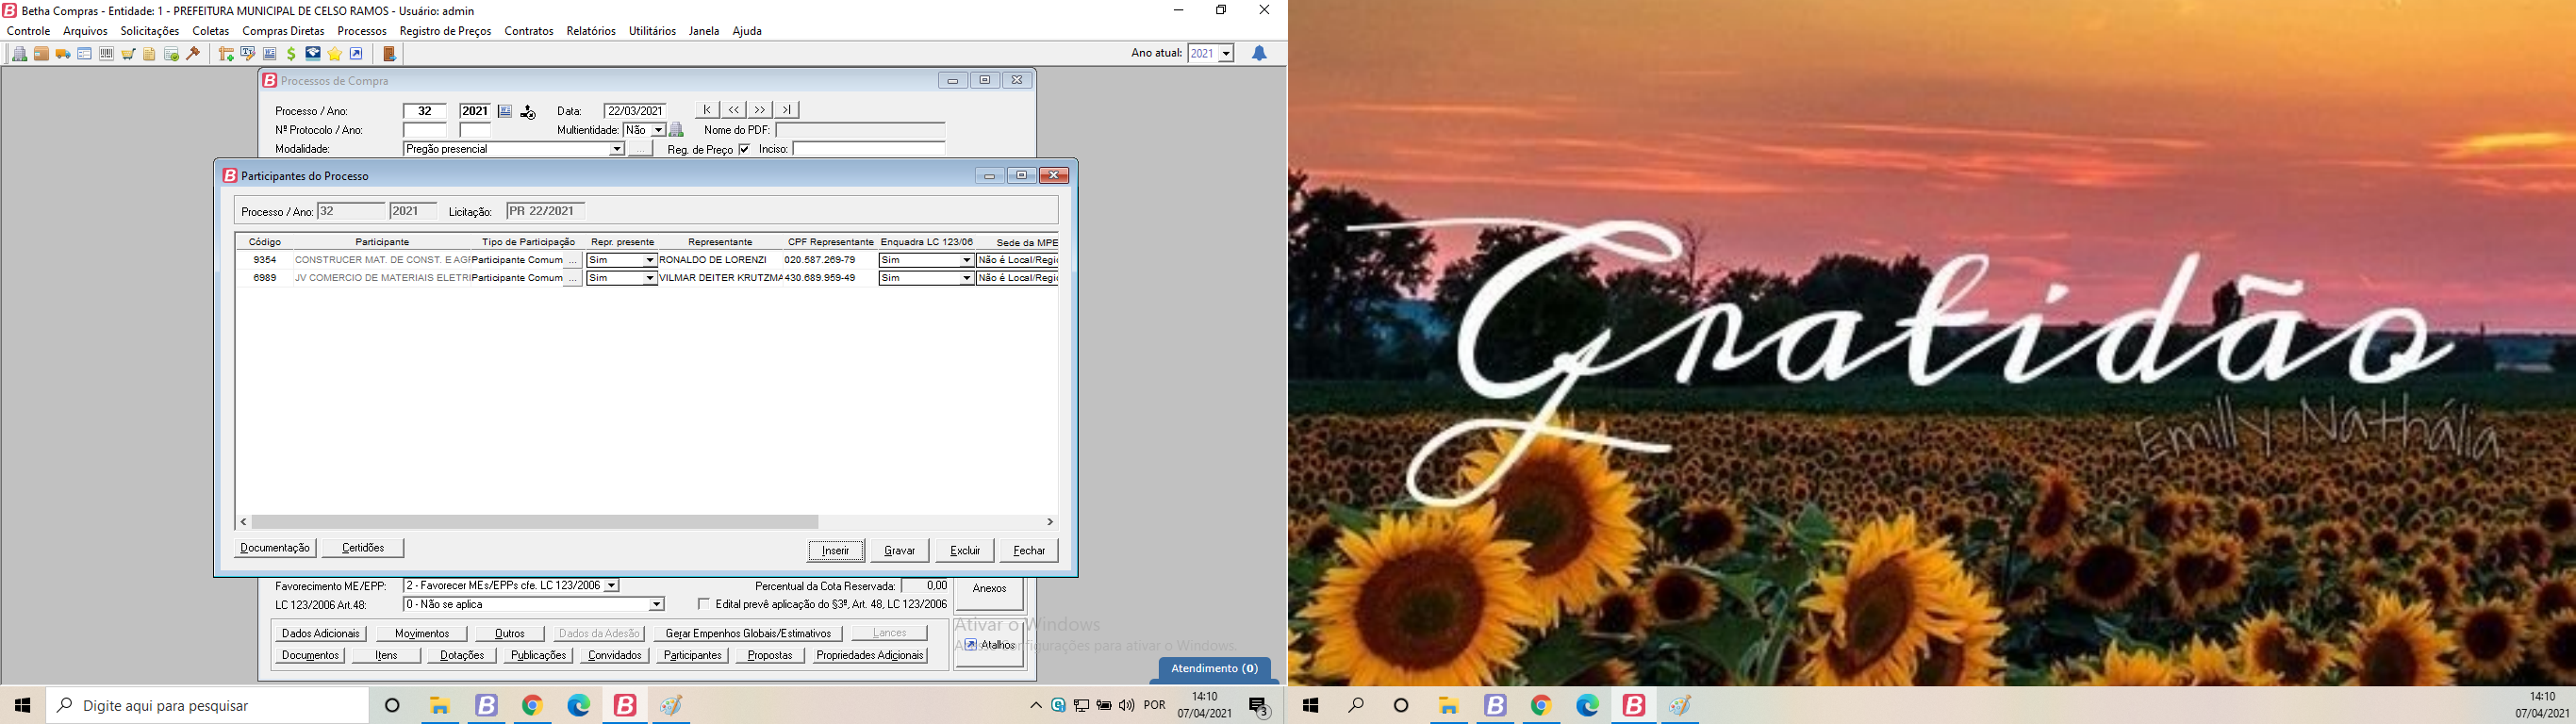 Betha Compras - Entidade: 1 - PREFEITURA MUNICIPAL DE CELSO RAMOS - Usuário: admin
Controle Arquivos Solicitações Coletas Compras Diretas Processos Registro de Preços Contratos Relatórios Utilitários Janela Ajuda
Ano atual: 2021
Processos de Compra
Processo / Ano: 32 2021 Data: 22/03/2021 << >>
Nº Protocolo / Ano: Multientidade: Não Nome do PDF:
Modalidade: Pregão presencial ... Reg. de Preço Inciso:
Participantes do Processo
Processo / Ano: 32 2021 Licitação: PR 22/2021
Código Participante Tipo de Participação Repr. presente Representante CPF Representante Enquadra LC 123/06 Sede da MPE
9354 CONSTRUCER MAT. DE CONST. E AGR Participante Comum ... Sim RONALDO DE LORENZI 020.587.269-79 Sim Não é Local/Regio
6989 JV COMERCIO DE MATERIAIS ELETRI Participante Comum ... Sim VILMAR DEITER KRUTZMA 430.689.959-49 Sim Não é Local/Regio
Documentação Certidões Inserir Gravar Excluir Fechar
Favorecimento ME/EPP: 2 - Favorecer MEs/EPPs cfe. LC 123/2006 Percentual da Cota Reservada: 0,00 Anexos
LC 123/2006 Art.48: 0 - Não se aplica Edital prevê aplicação do §3º, Art. 48, LC 123/2006
Dados Adicionais Movimentos Outros Dados da Adesão Gerar Empenhos Globais/Estimativos Lances
Documentos Itens Dotações Publicações Convidados Participantes Propostas Propriedades Adicionais Atalhos
Ativar o Windows
configurações para ativar o Windows.
Atendimento (0)
Digite aqui para pesquisar
POR 14:10
07/04/2021 3
Gratidão
Emilly Nathália
14:10
07/04/2021